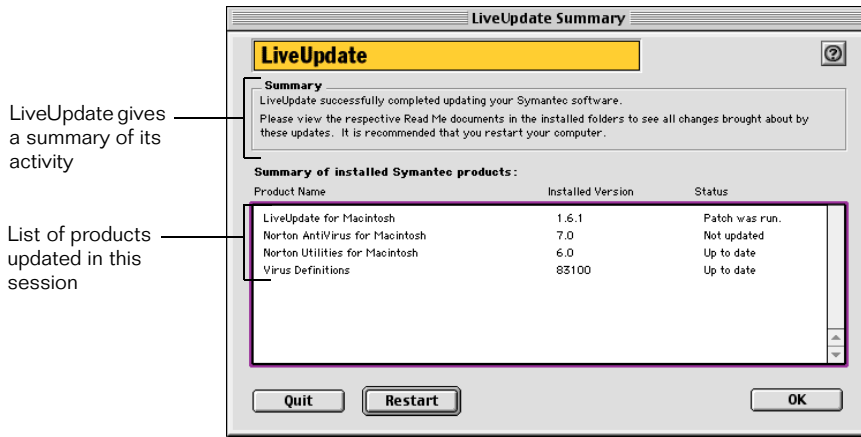 LiveUpdate Summary
LiveUpdate
Summary
LiveUpdate successfully completed updating your Symantec software.
Please view the respective Read Me documents in the installed folders to see all changes brought about by
these updates. It is recommended that you restart your computer.
LiveUpdate gives
a summary of its
activity
Summary of installed Symantec products:
Product Name Installed Version Status
LiveUpdate for Macintosh 1.6.1 Patch was run.
Norton AntiVirus for Macintosh 7.0 Not updated
Norton Utilities for Macintosh 6.0 Up to date
Virus Definitions 83100 Up to date
List of products
updated in this
session
Quit Restart OK